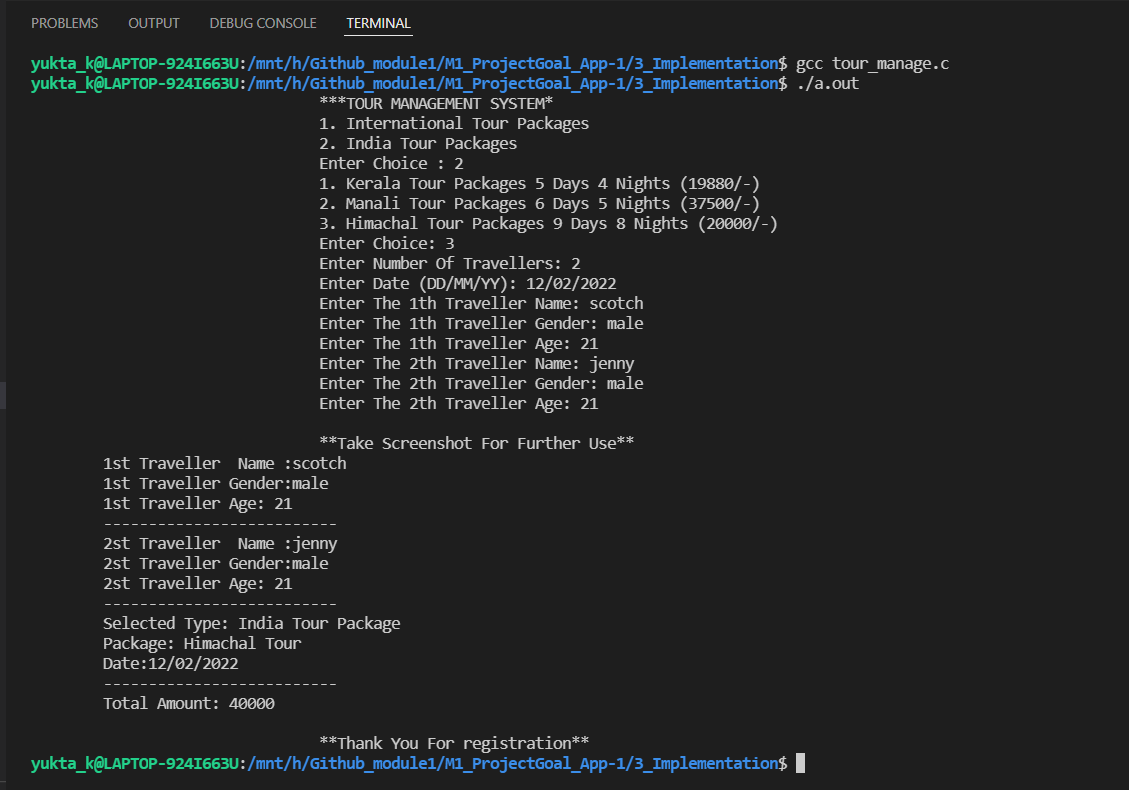 PROBLEMS OUTPUT DEBUG CONSOLE TERMINAL
yukta_k@LAPTOP-924I663U:/mnt/h/Github_module1/M1_ProjectGoal_App-1/3_Implementation$ gcc tour_manage.c
yukta_k@LAPTOP-924I663U:/mnt/h/Github_module1/M1_ProjectGoal_App-1/3_Implementation$ ./a.out
***TOUR MANAGEMENT SYSTEM*
1. International Tour Packages
2. India Tour Packages
Enter Choice : 2
1. Kerala Tour Packages 5 Days 4 Nights (19880/-)
2. Manali Tour Packages 6 Days 5 Nights (37500/-)
3. Himachal Tour Packages 9 Days 8 Nights (20000/-)
Enter Choice: 3
Enter Number Of Travellers: 2
Enter Date (DD/MM/YY): 12/02/2022
Enter The 1th Traveller Name: scotch
Enter The 1th Traveller Gender: male
Enter The 1th Traveller Age: 21
Enter The 2th Traveller Name: jenny
Enter The 2th Traveller Gender: male
Enter The 2th Traveller Age: 21
**Take Screenshot For Further Use**
1st Traveller  Name :scotch
1st Traveller Gender:male
1st Traveller Age: 21
--------------------------
2st Traveller  Name :jenny
2st Traveller Gender:male
2st Traveller Age: 21
--------------------------
Selected Type: India Tour Package
Package: Himachal Tour
Date:12/02/2022
--------------------------
Total Amount: 40000
**Thank You For registration**
yukta_k@LAPTOP-924I663U:/mnt/h/Github_module1/M1_ProjectGoal_App-1/3_Implementation$